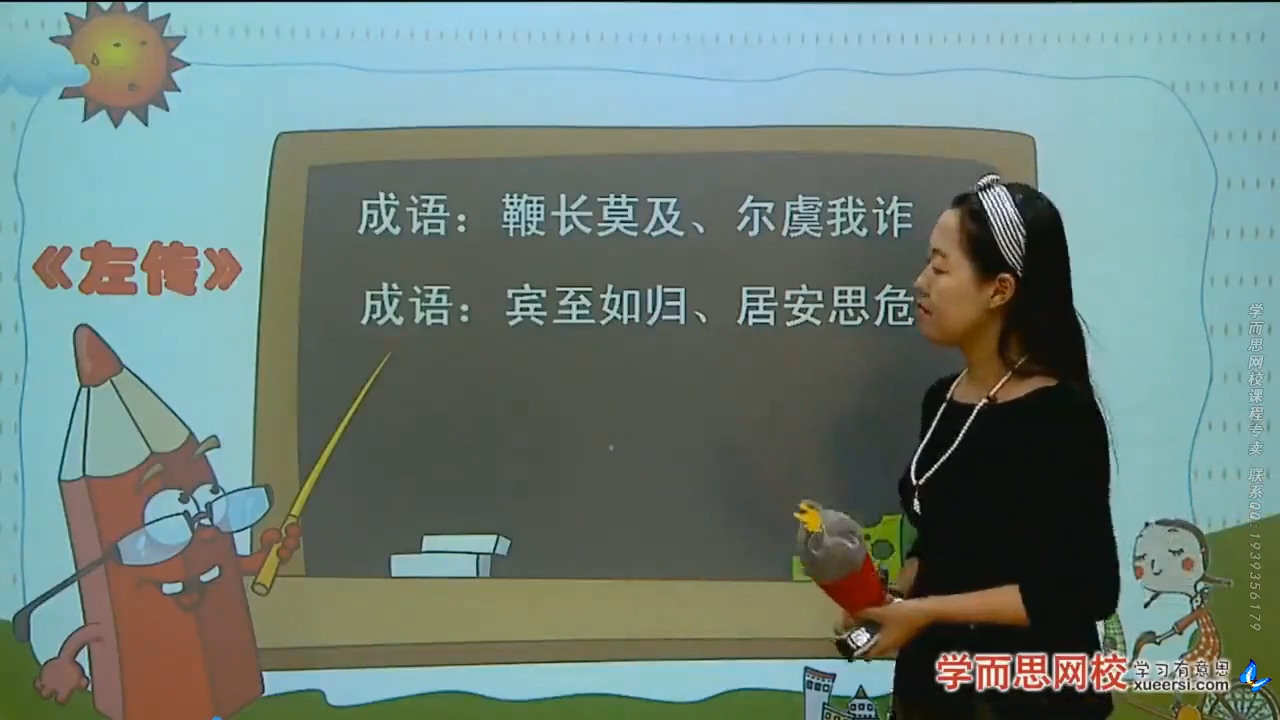 《左传》
成语：鞭长莫及、尔虞我诈
成语：宾至如归、居安思危
学而思网校课程专卖 联系QQ:1939356179
学而思网校
学习有意思
xueersi.com